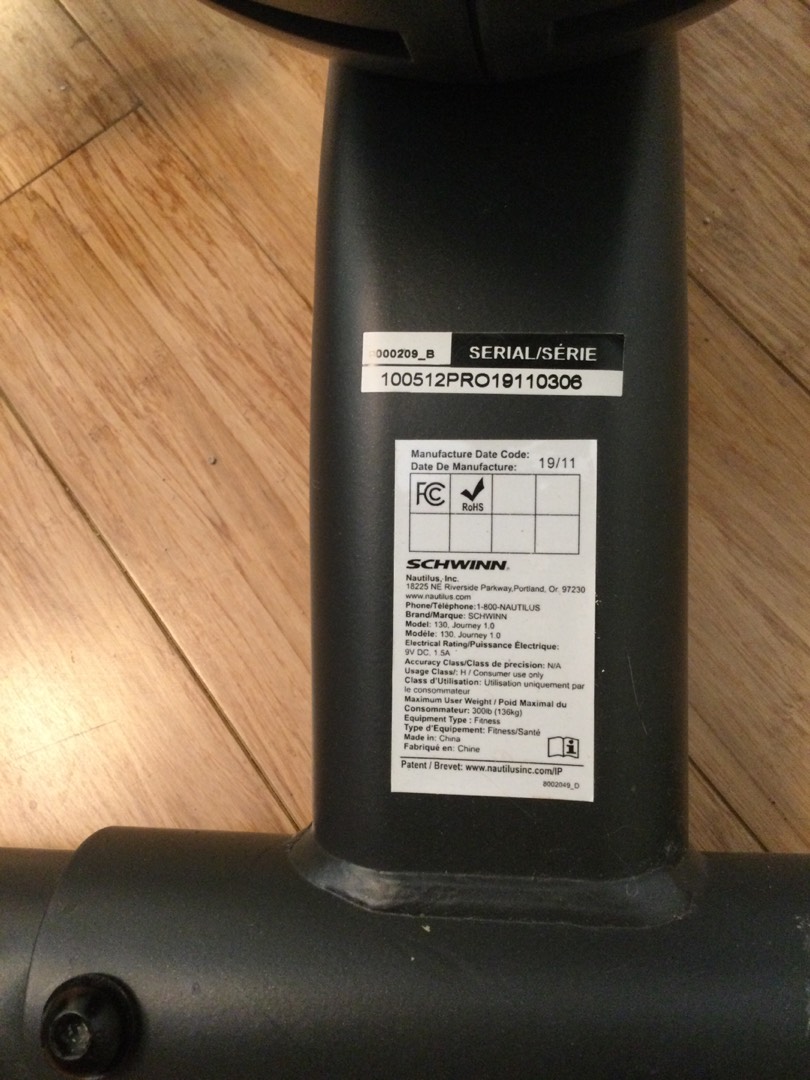 000209_B SERIAL/SÉRIE
100512PRO19110306
Manufacture Date Code:
Date De Manufacture: 19/11
FC
RoHS
SCHWINN
Nautilus, Inc.
18225 NE Riverside Parkway,Portland, Or 97230
www.nautilus.com
Phone/Téléphone:1-800-NAUTILUS
Brand/Marque: SCHWINN
Model: 130, Journey 1.0
Modèle: 130, Journey 1.0
Electrical Rating/Puissance Électrique:
9V DC, 1.5A
Accuracy Class/Class de précision: N/A
Usage Class/: H / Consumer use only
Class d'Utilisation: Utilisation uniquement par
le consommateur
Maximum User Weight / Poid Maximal du
Consommateur: 300lb (136kg)
Equipment Type : Fitness
Type d'Equipement: Fitness/Santé
Made in: China
Fabriqué en: Chine
Patent / Brevet: www.nautilusinc.com/IP
8002049_D